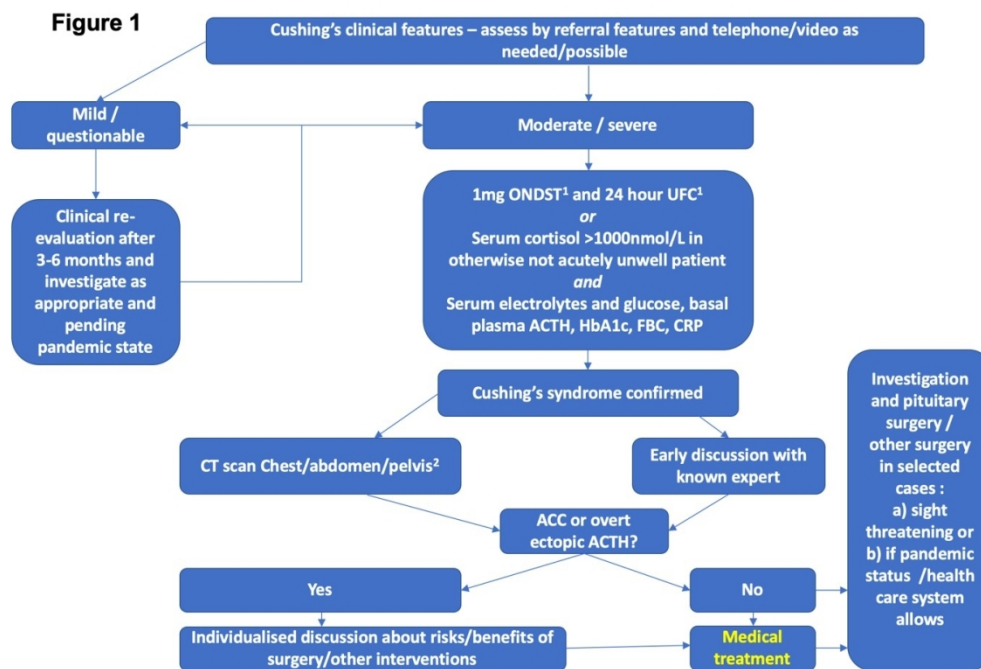 Figure 1
Cushing's clinical features – assess by referral features and telephone/video as
needed/possible
Mild /
questionable
Moderate / severe
Clinical re-
evaluation after
3-6 months and
investigate as
appropriate and
pending
pandemic state
1mg ONDST¹ and 24 hour UFC¹
or
Serum cortisol >1000nmol/L in
otherwise not acutely unwell patient
and
Serum electrolytes and glucose, basal
plasma ACTH, HbA1c, FBC, CRP
Cushing's syndrome confirmed
CT scan Chest/abdomen/pelvis²
Early discussion with
known expert
ACC or overt
ectopic ACTH?
Yes
No
Individualised discussion about risks/benefits of
surgery/other interventions
Medical
treatment
Investigation
and pituitary
surgery /
other surgery
in selected
cases :
a) sight
threatening or
b) if pandemic
status /health
care system
allows